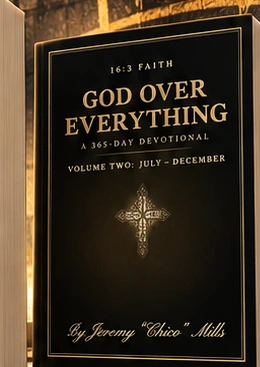 16:3 FAITH
GOD OVER
EVERYTHING
A 365-DAY DEVOTIONAL
VOLUME TWO: JULY – DECEMBER
By Jeremy "Chico" Mills